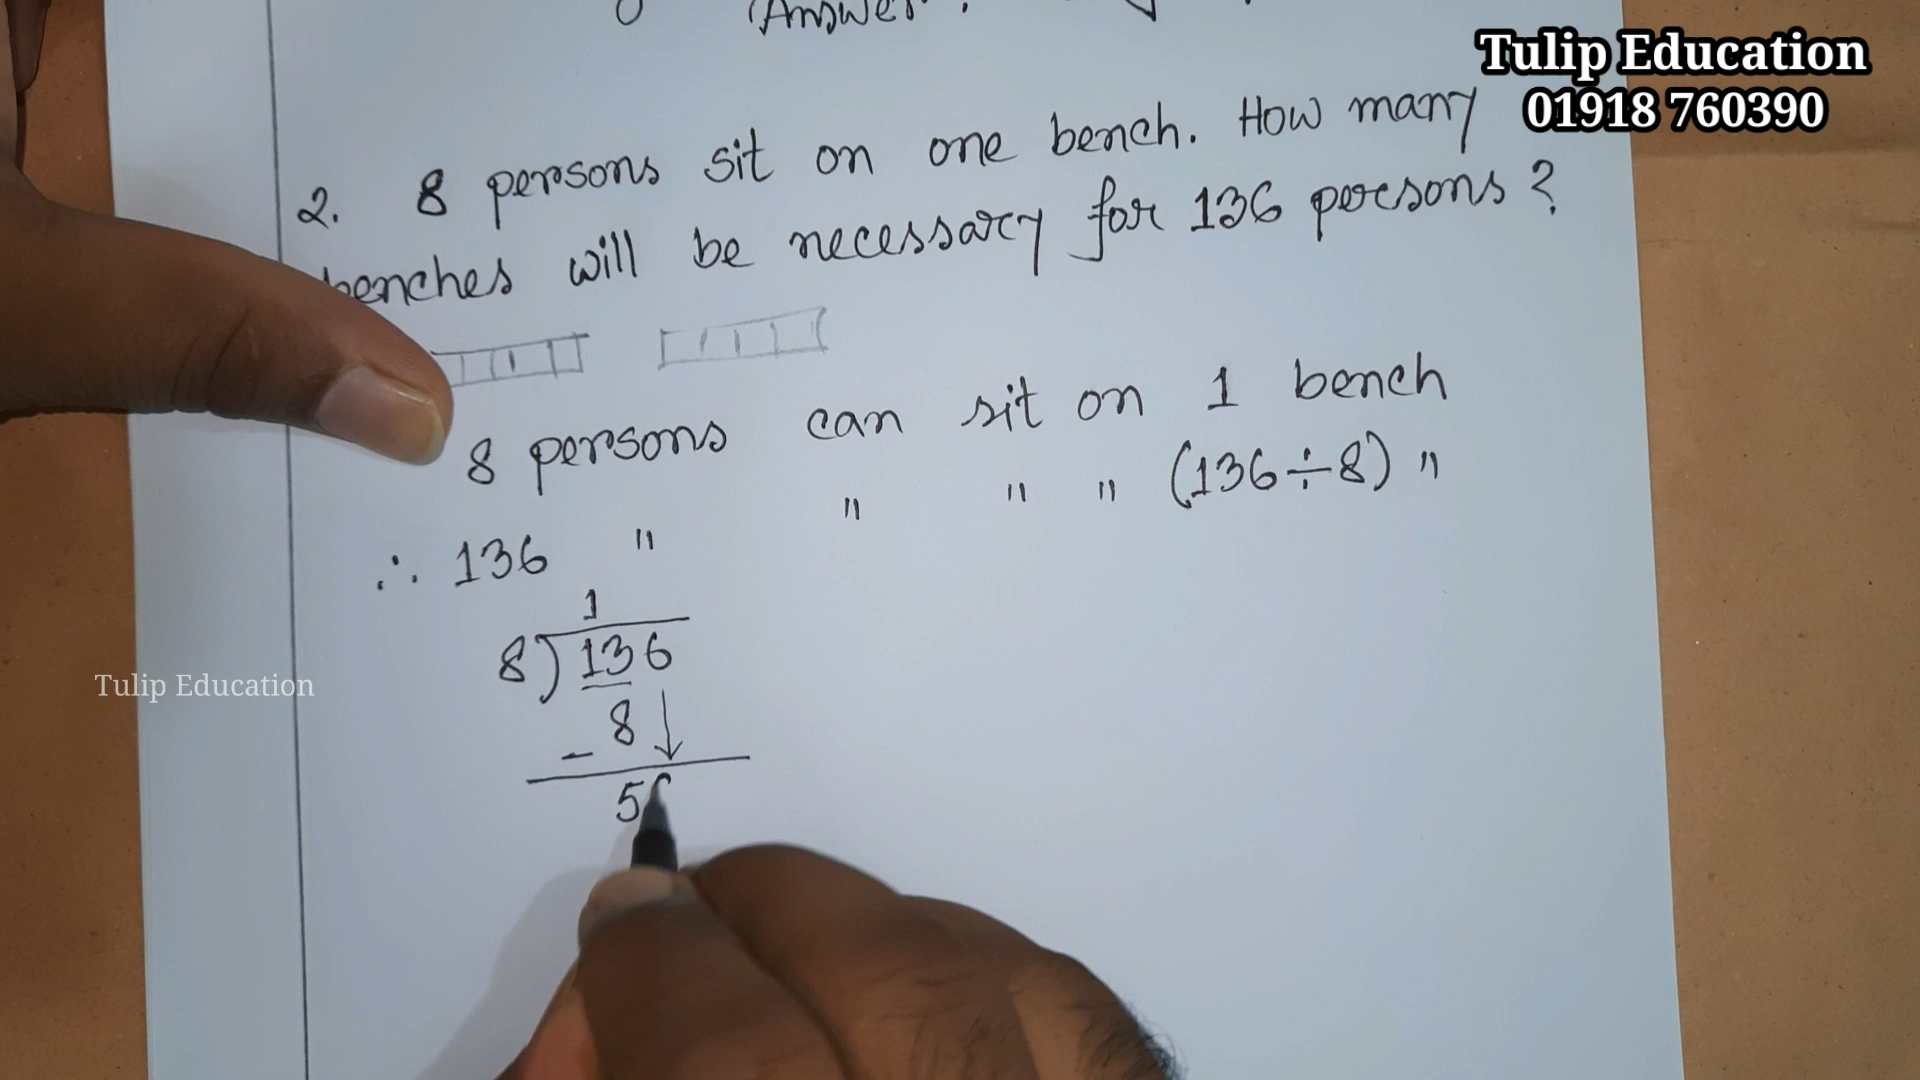 (Answer
Tulip Education
01918 760390
2. 8 persons sit on one bench. How many
benches will be necessary for 136 persons?
8 persons can sit on 1 bench
∴ 136 " " " " (136÷8) "
1
8) 136
- 8
5
Tulip Education